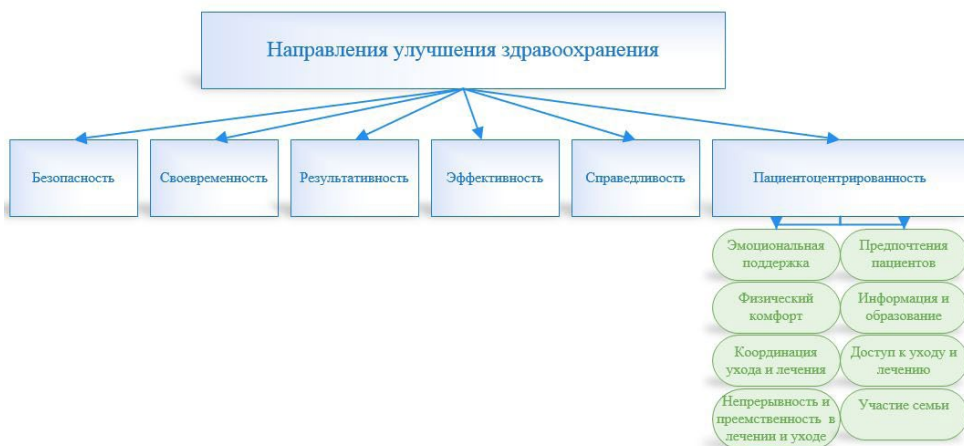 Направления улучшения здравоохранения
Безопасность
Своевременность
Результативность
Эффективность
Справедливость
Пациентоцентрированность
Эмоциональная
поддержка
Предпочтения
пациентов
Физический
комфорт
Информация и
образование
Координация
ухода и лечения
Доступ к уходу и
лечению
Непрерывность и
преемственность в
лечении и уходе
Участие семьи